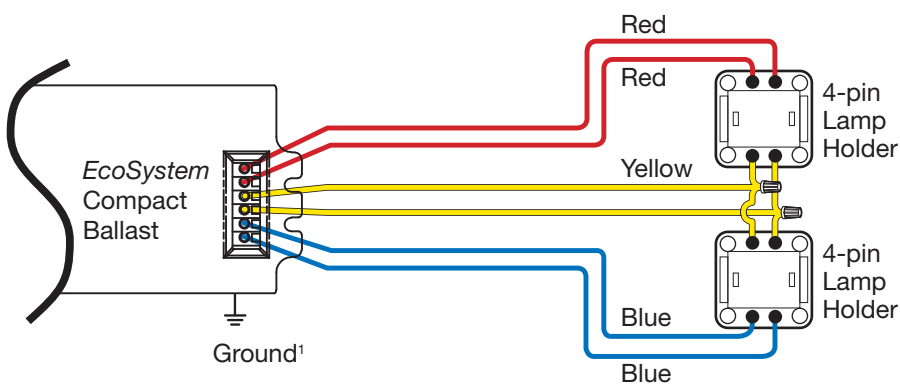 Red
Red
4-pin
Lamp
Holder
EcoSystem
Compact
Ballast
Yellow
4-pin
Lamp
Holder
Blue
Ground¹
Blue